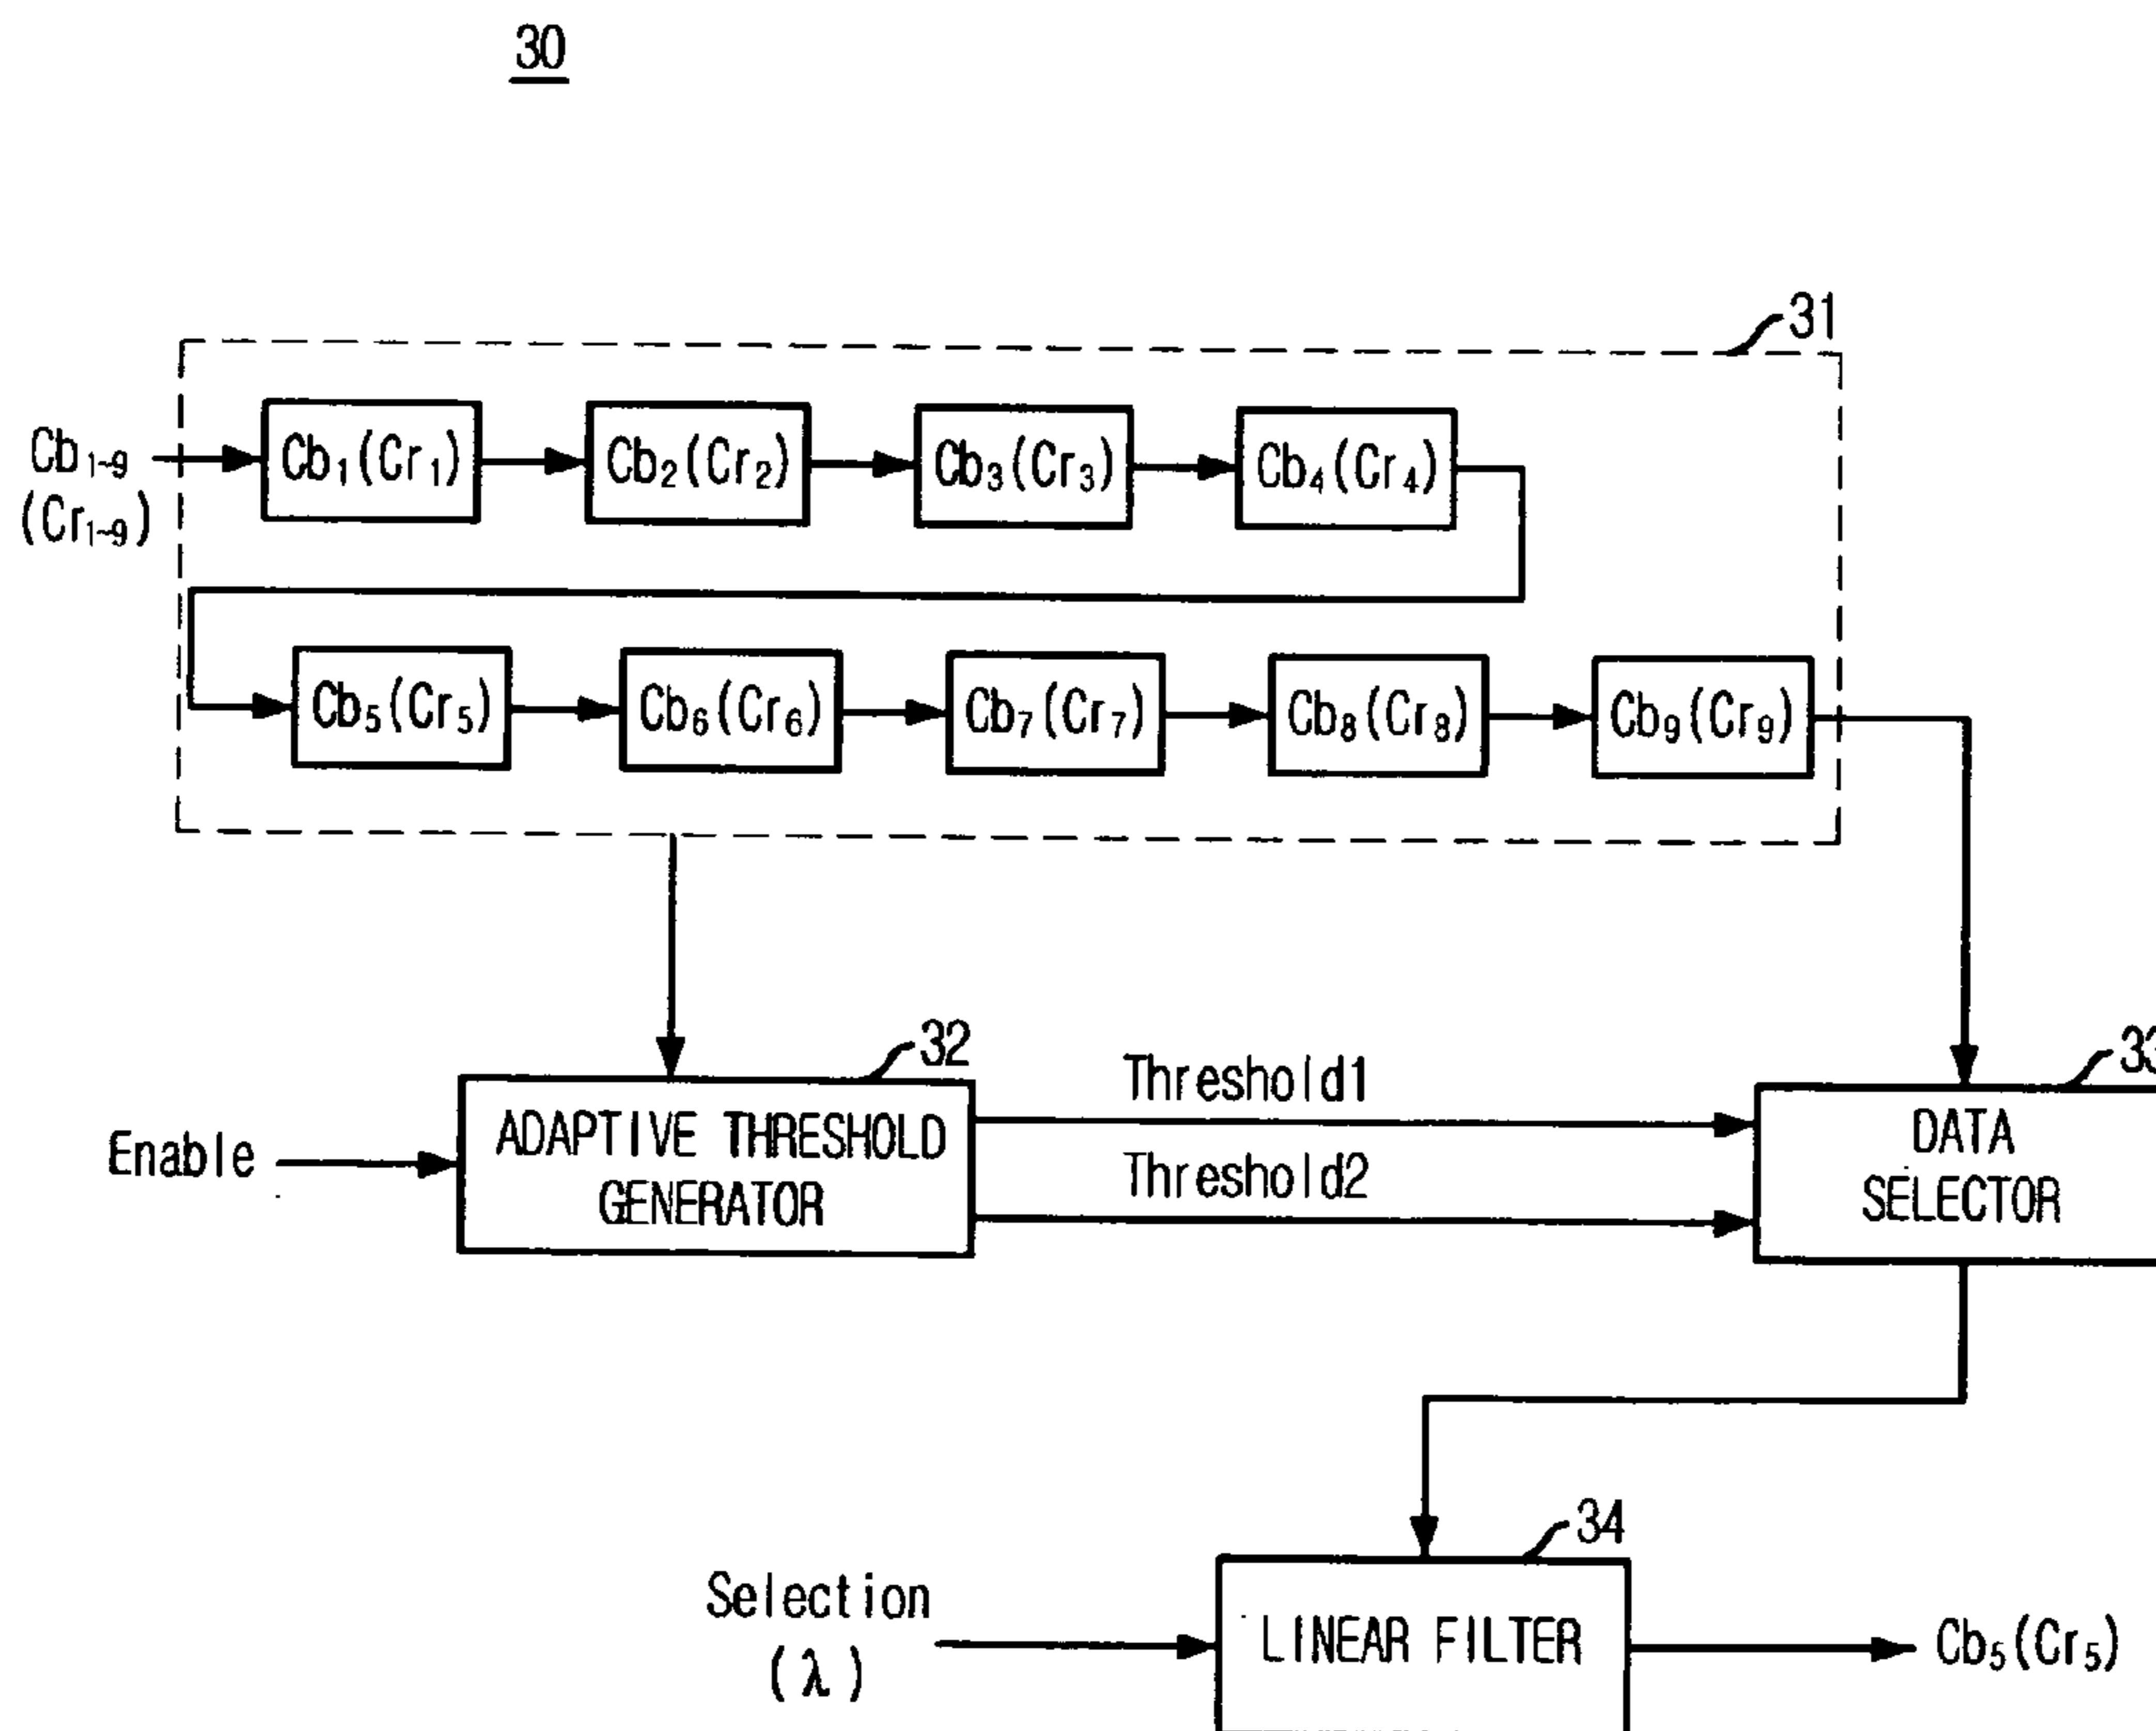 30
31
Cb₁₋₉
(Cr₁₋₉)
Cb₁(Cr₁)
Cb₂(Cr₂)
Cb₃(Cr₃)
Cb₄(Cr₄)
Cb₅(Cr₅)
Cb₆(Cr₆)
Cb₇(Cr₇)
Cb₈(Cr₈)
Cb₉(Cr₉)
32
33
Enable
ADAPTIVE THRESHOLD
GENERATOR
Threshold1
Threshold2
DATA
SELECTOR
34
Selection
(λ)
LINEAR FILTER
Cb₅(Cr₅)